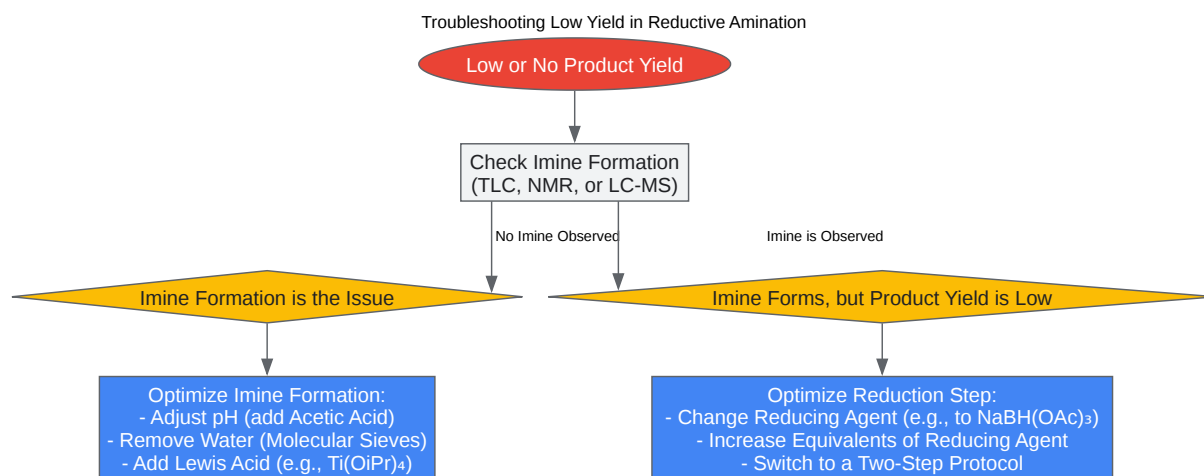 Troubleshooting Low Yield in Reductive Amination
Low or No Product Yield
Check Imine Formation
(TLC, NMR, or LC-MS)
No Imine Observed
Imine is Observed
Imine Formation is the Issue
Imine Forms, but Product Yield is Low
Optimize Imine Formation:
- Adjust pH (add Acetic Acid)
- Remove Water (Molecular Sieves)
- Add Lewis Acid (e.g., Ti(OiPr)₄)
Optimize Reduction Step:
- Change Reducing Agent (e.g., to NaBH(OAc)₃)
- Increase Equivalents of Reducing Agent
- Switch to a Two-Step Protocol